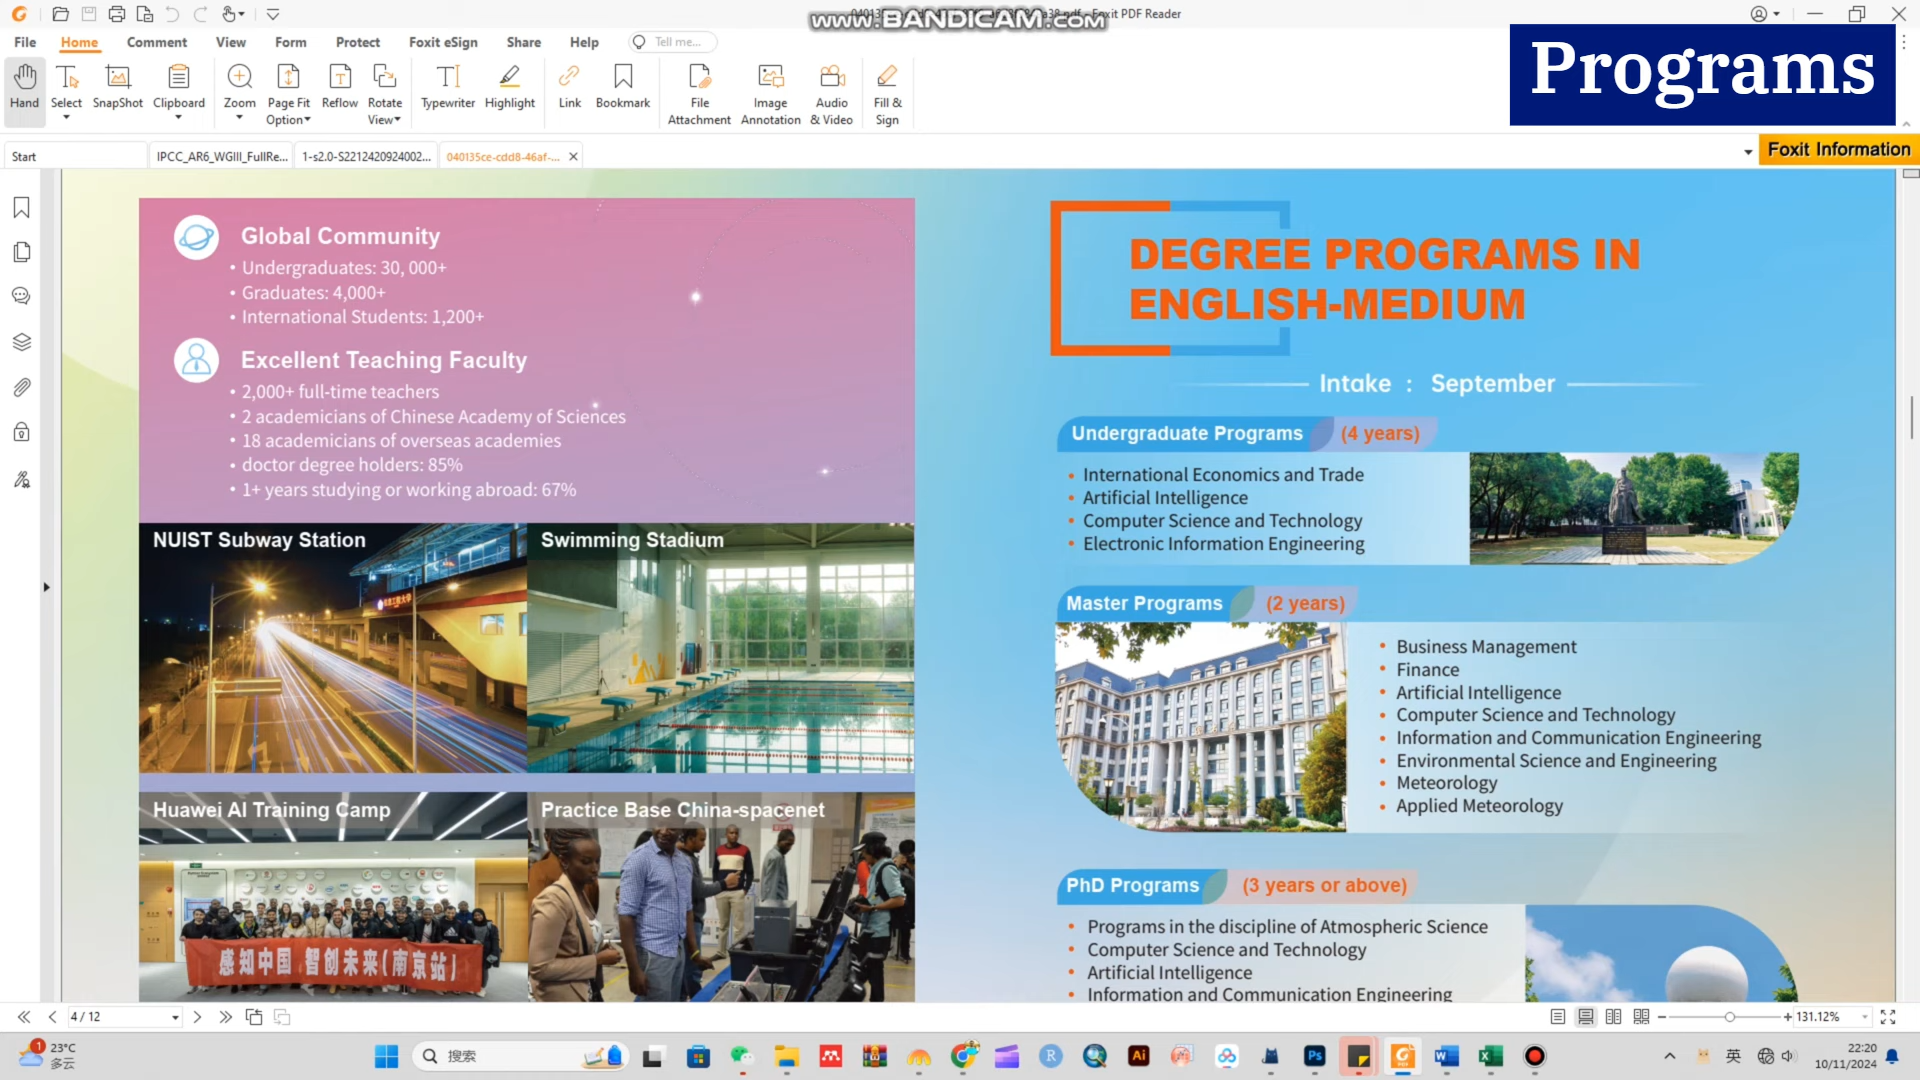 www.BANDICAM.com
Foxit PDF Reader
File Home Comment View Form Protect Foxit eSign Share Help Tell me...
Programs
Hand Select SnapShot Clipboard Zoom Page Fit Option Reflow Rotate View Typewriter Highlight Link Bookmark File Attachment Image Annotation Audio & Video Fill & Sign
Start IPCC_AR6_WGIII_FullRe... 1-s2.0-S2212420924002... 040135ce-cdd8-46af-...
Foxit Information
Global Community
• Undergraduates: 30, 000+
• Graduates: 4,000+
• International Students: 1,200+
Excellent Teaching Faculty
• 2,000+ full-time teachers
• 2 academicians of Chinese Academy of Sciences
• 18 academicians of overseas academies
• doctor degree holders: 85%
• 1+ years studying or working abroad: 67%
NUIST Subway Station
Swimming Stadium
Huawei AI Training Camp
感知中国 智创未来(南京站)
Practice Base China-spacenet
DEGREE PROGRAMS IN
ENGLISH-MEDIUM
Intake : September
Undergraduate Programs (4 years)
• International Economics and Trade
• Artificial Intelligence
• Computer Science and Technology
• Electronic Information Engineering
Master Programs (2 years)
• Business Management
• Finance
• Artificial Intelligence
• Computer Science and Technology
• Information and Communication Engineering
• Environmental Science and Engineering
• Meteorology
• Applied Meteorology
PhD Programs (3 years or above)
• Programs in the discipline of Atmospheric Science
• Computer Science and Technology
• Artificial Intelligence
• Information and Communication Engineering
4 / 12
131.12%
1
23°C
多云
搜索
英
22:20
10/11/2024